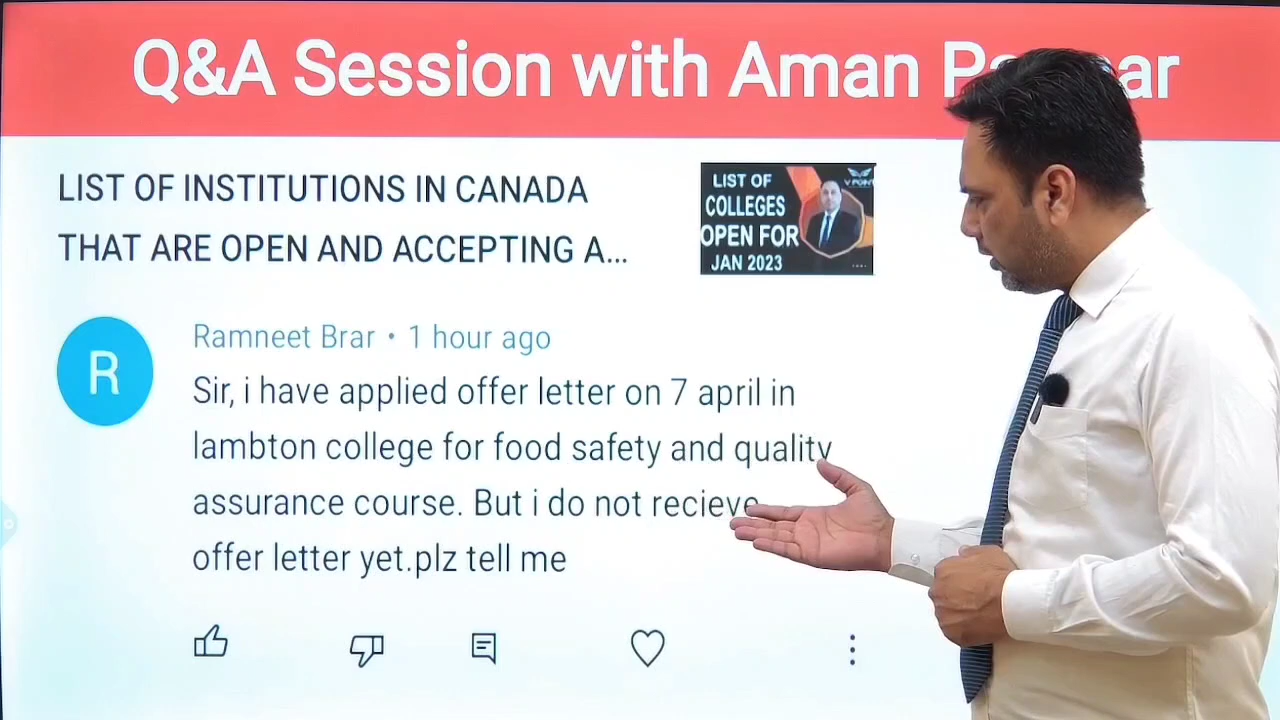 Q&A Session with Aman
LIST OF INSTITUTIONS IN CANADA
THAT ARE OPEN AND ACCEPTING A...
LIST OF
COLLEGES
OPEN FOR
JAN 2023
V POINT
R
Ramneet Brar • 1 hour ago
Sir, i have applied offer letter on 7 april in
lambton college for food safety and quality
assurance course. But i do not recieve
offer letter yet.plz tell me